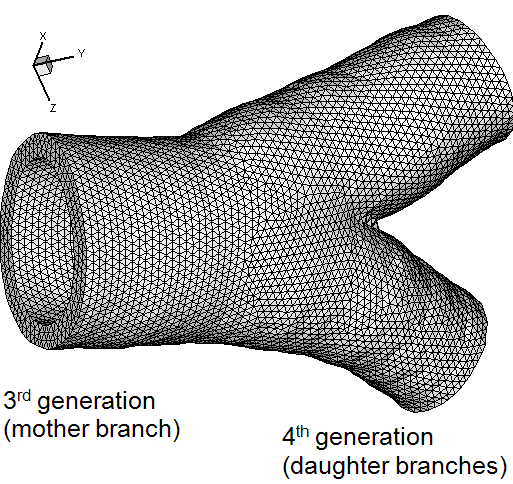 X
Y
Z
3rd generation
(mother branch)
4th generation
(daughter branches)